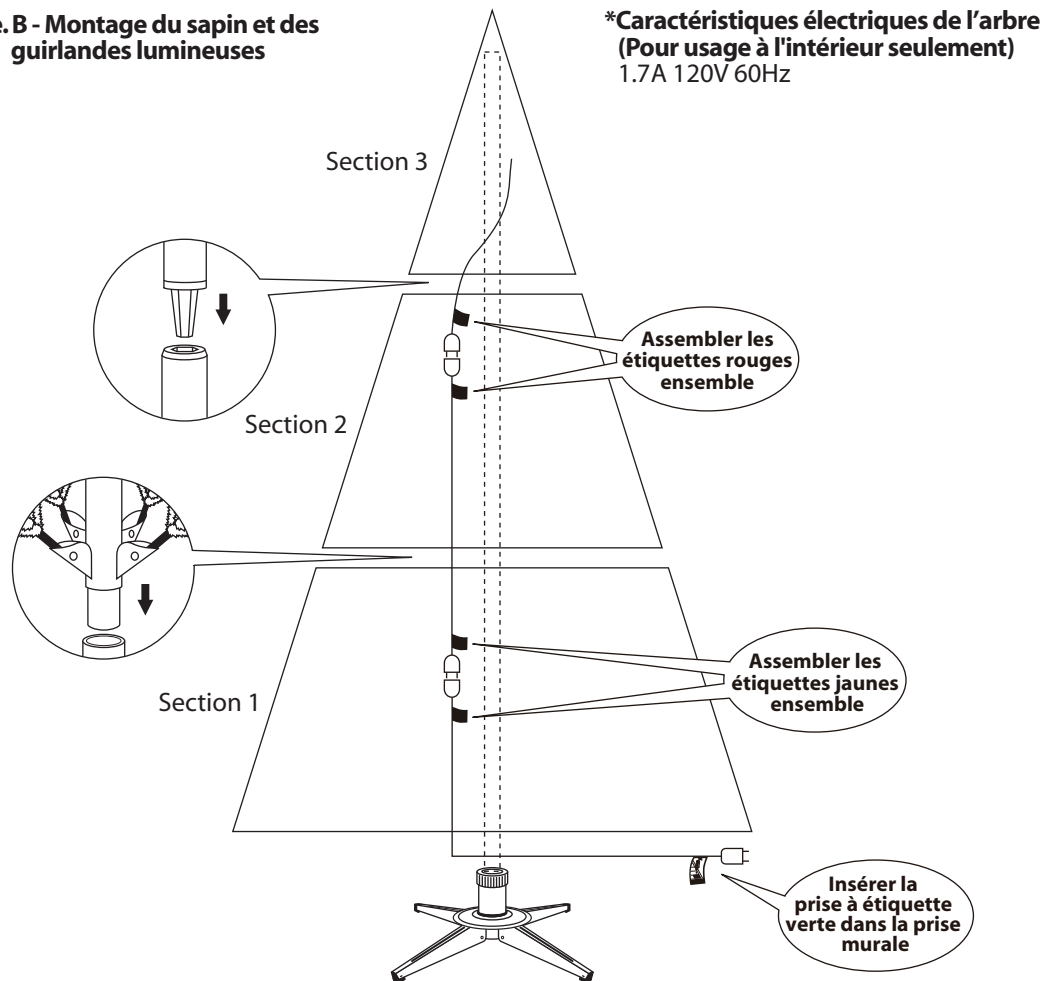 e. B - Montage du sapin et des
guirlandes lumineuses
*Caractéristiques électriques de l’arbre
(Pour usage à l'intérieur seulement)
1.7A 120V 60Hz
Section 3
Assembler les
étiquettes rouges
ensemble
Section 2
Assembler les
étiquettes jaunes
ensemble
Section 1
Insérer la
prise à étiquette
verte dans la prise
murale